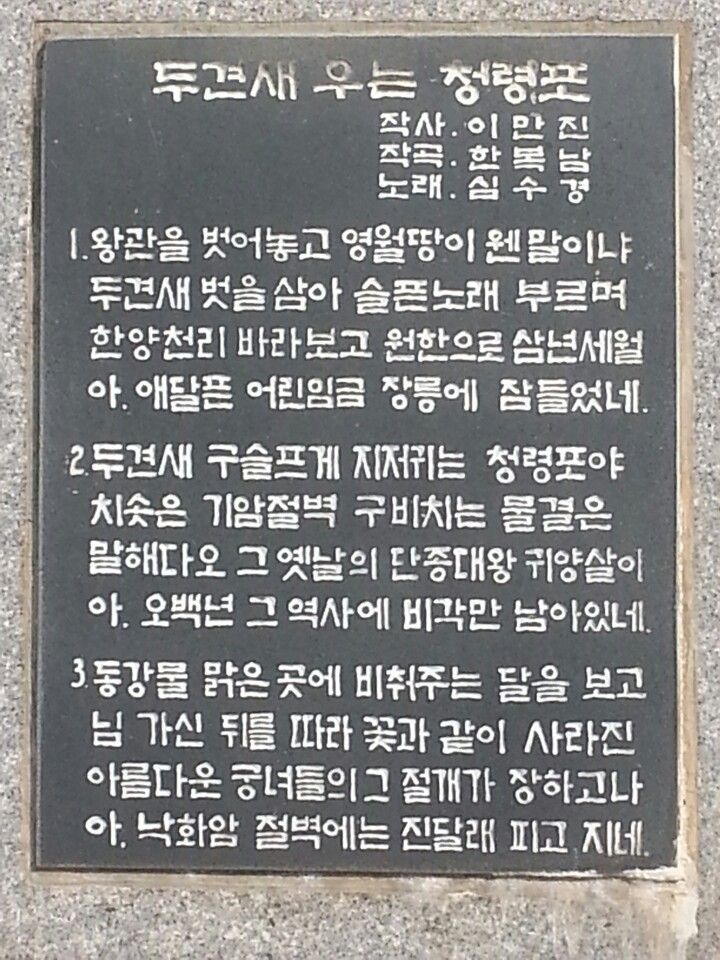 두견새 우는 청령포
작사. 이만진
작곡. 한복남
노래. 심수경
1. 왕관을 벗어놓고 영월땅이 웬말이냐
두견새 벗을삼아 슬픈노래 부르며
한양천리 바라보고 원한으로 삼년세월
아. 애달픈 어린임금 장릉에 잠들었네.
2. 두견새 구슬프게 지저귀는 청령포야
치솟은 기암절벽 구비치는 물결은
말해다오 그 옛날의 단종대왕 귀양살이
아. 오백년 그 역사에 비각만 남아있네.
3. 동강물 맑은 곳에 비취주는 달을 보고
님 가신 뒤를 따라 꽃과 같이 사라진
아름다운 궁녀들의 그 절개가 장하고나
아. 낙화암 절벽에는 진달래 피고 지네.